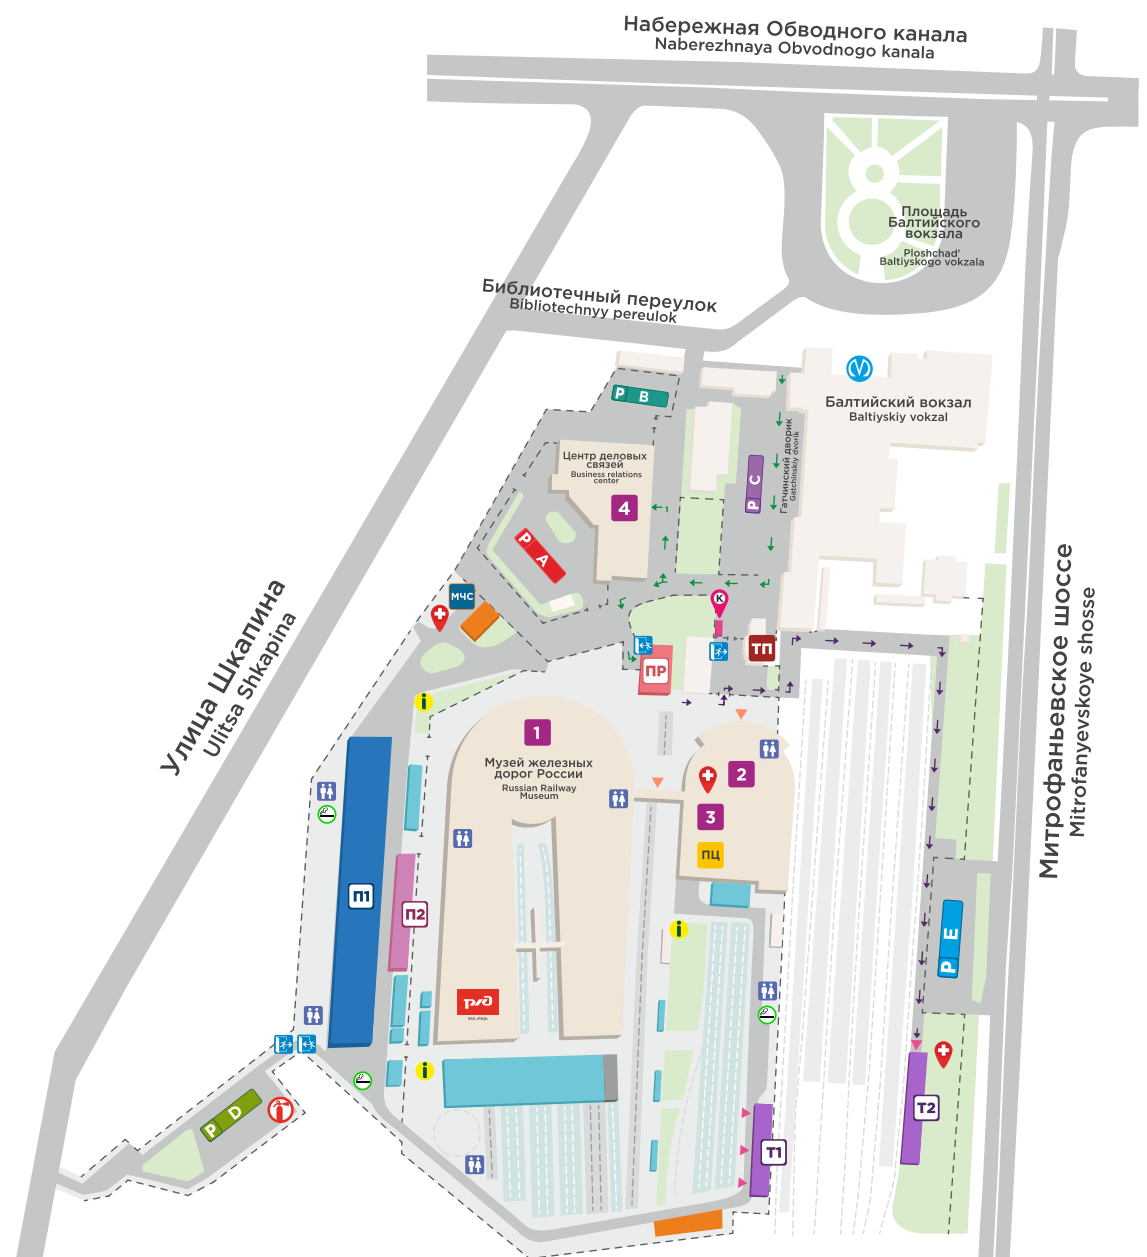 Набережная Обводного канала
Naberezhnaya Obvodnogo kanala
Площадь
Балтийского
вокзала
Ploshchad'
Baltiyskogo vokzala
Библиотечный переулок
Bibliotechnyy pereulok
P B
Балтийский вокзал
Baltiyskiy vokzal
Гатчинский дворик
Gatchinskiy dvorik
P C
Центр деловых
связей
Business relations
center
4
P A
МЧС
К
ТП
ПР
Улица Шкапина
Ulitsa Shkapina
Митрофаньевское шоссе
Mitrofanyevskoye shosse
i
1
Музей железных
дорог России
Russian Railway
Museum
2
3
ПЦ
П1
П2
i
P E
ржд
ОАО «РЖД»
i
P D
T2
T1